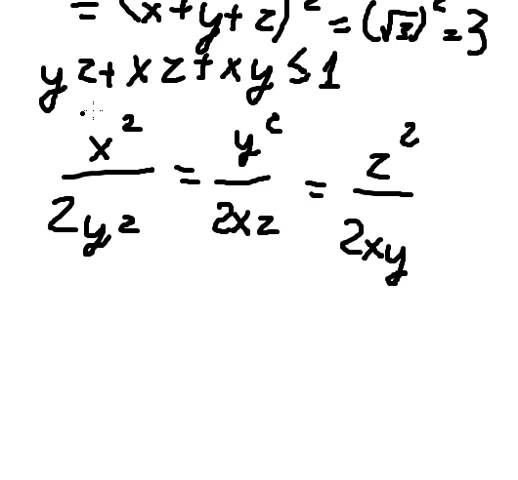 = (x+y+z)² = (√3)² = 3
yz+xz+xy ≤ 1
x²/2yz = y²/2xz = z²/2xy